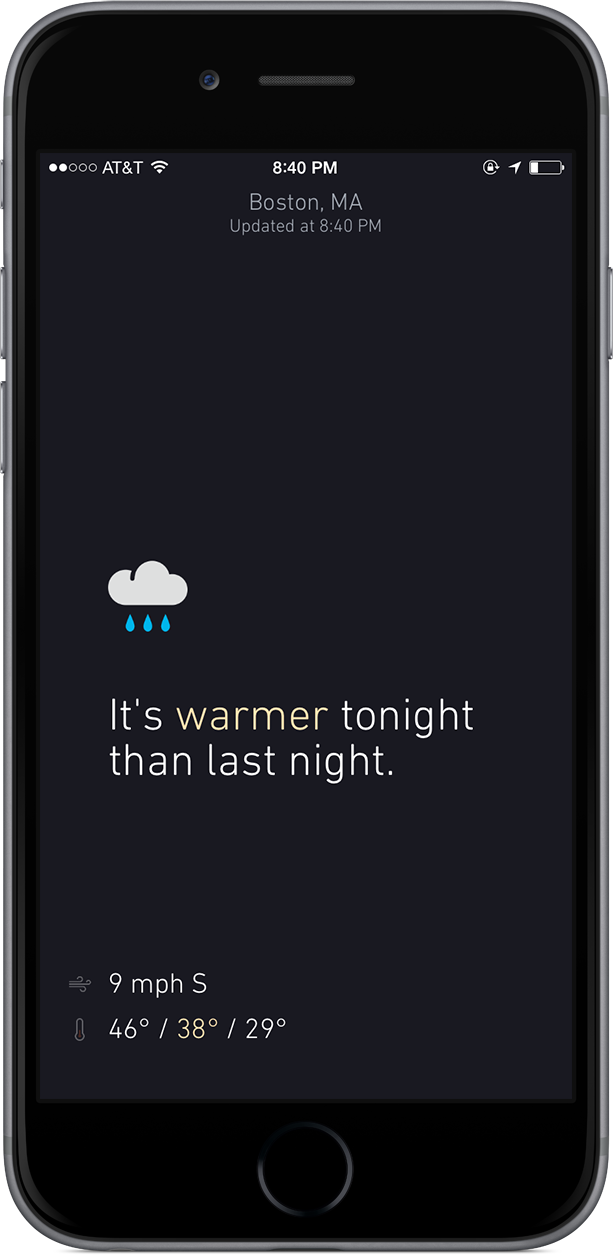 AT&T 8:40 PM
Boston, MA
Updated at 8:40 PM
It's warmer tonight
than last night.
9 mph S
46° / 38° / 29°